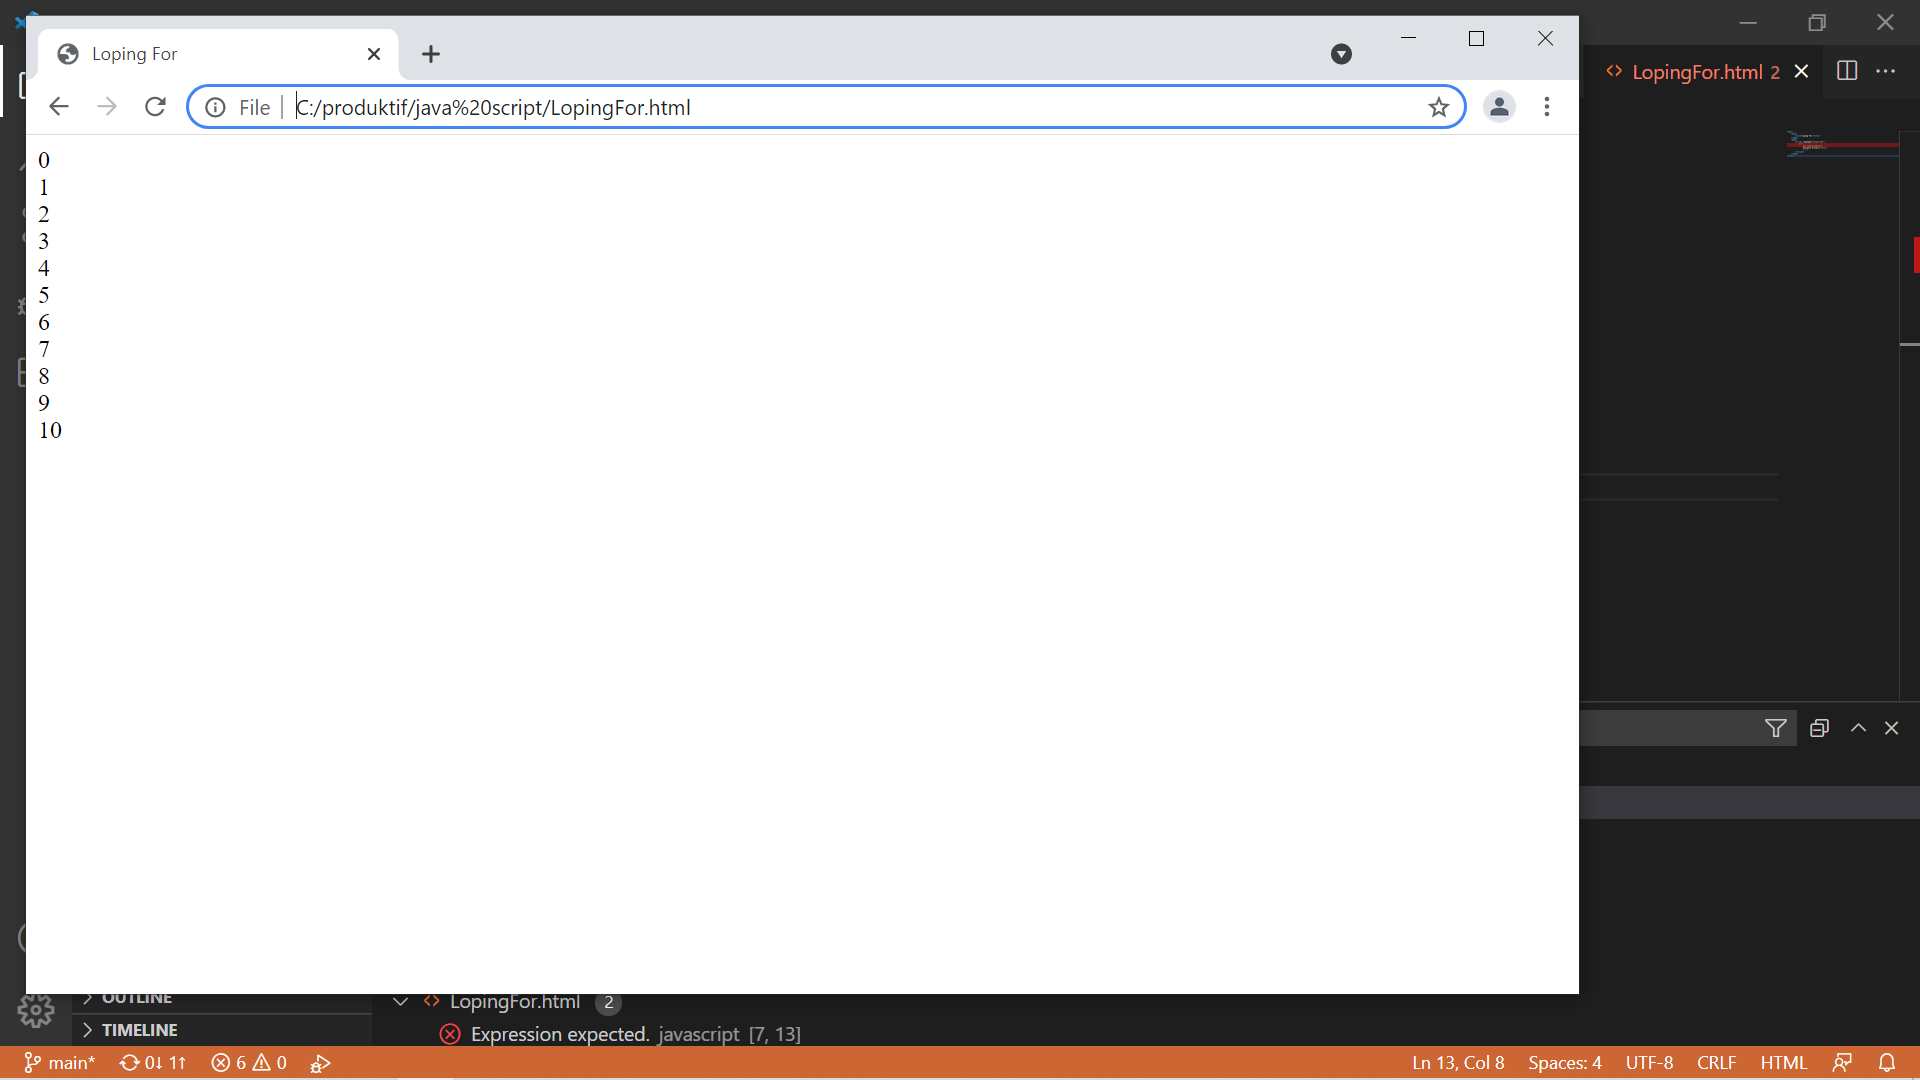 Loping For
LopingFor.html 2
File C:/produktif/java%20script/LopingFor.html
0
1
2
3
4
5
6
7
8
9
10
OUTLINE
LopingFor.html 2
TIMELINE
Expression expected. javascript [7, 13]
main* 0↓ 1↑ 6 0 Ln 13, Col 8 Spaces: 4 UTF-8 CRLF HTML